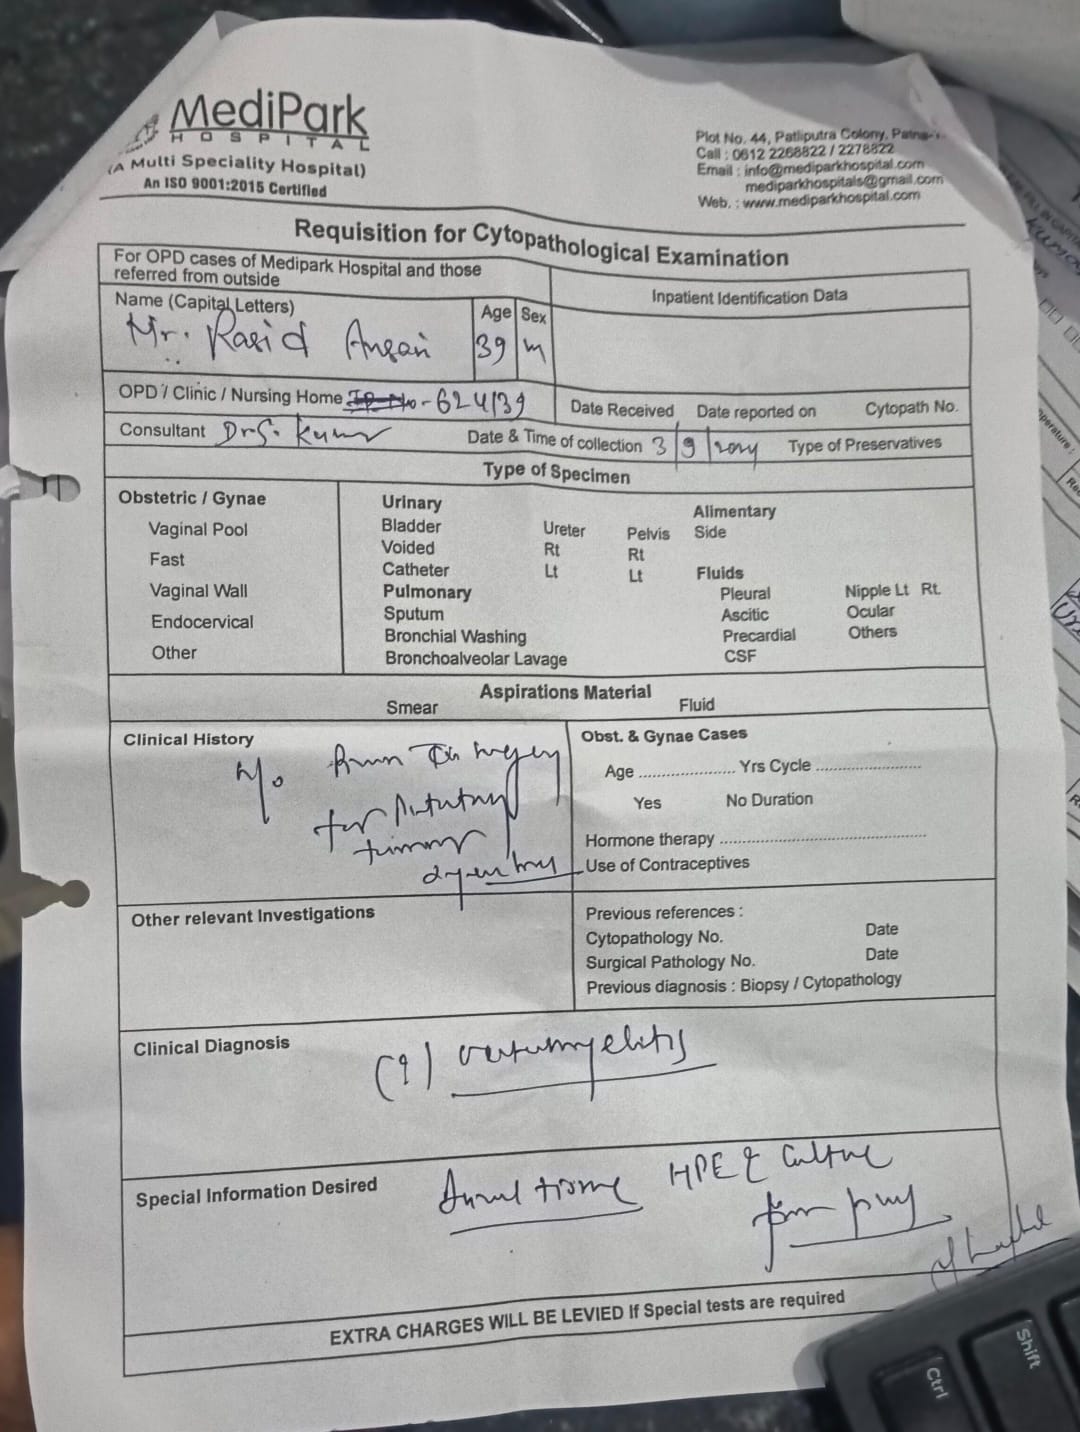 MediPark
HOSPITAL
(A Multi Speciality Hospital)
An ISO 9001:2015 Certified
Plot No. 44, Patliputra Colony, Patna-
Call : 0612 2268822 / 2278822
Email : info@mediparkhospital.com
mediparkhospitals@gmail.com
Web. : www.mediparkhospital.com
Requisition for Cytopathological Examination
For OPD cases of Medipark Hospital and those
referred from outside
Inpatient Identification Data
Name (Capital Letters)
Age Sex
Mr. Rasid Ansari 39 m
OPD / Clinic / Nursing Home - 624139
Date Received Date reported on Cytopath No.
Consultant Dr S. Kumar
Date & Time of collection 3/9/2024 Type of Preservatives
Type of Specimen
Obstetric / Gynae
Vaginal Pool
Fast
Vaginal Wall
Endocervical
Other
Urinary
Bladder Ureter Pelvis
Voided Rt Rt
Catheter Lt Lt
Pulmonary
Sputum
Bronchial Washing
Bronchoalveolar Lavage
Alimentary
Side
Fluids
Pleural Nipple Lt Rt.
Ascitic Ocular
Precardial Others
CSF
Aspirations Material
Smear Fluid
Clinical History
h/o Brain surgery
for Pituitary
tumor
Obst. & Gynae Cases
Age .................... Yrs Cycle ....................
Yes No Duration
Hormone therapy ....................
Use of Contraceptives
Other relevant Investigations
Previous references :
Cytopathology No. Date
Surgical Pathology No. Date
Previous diagnosis : Biopsy / Cytopathology
Clinical Diagnosis
(?) osteomyelitis
Special Information Desired
tissue HPE & Culture
EXTRA CHARGES WILL BE LEVIED If Special tests are required
Shift
Ctrl